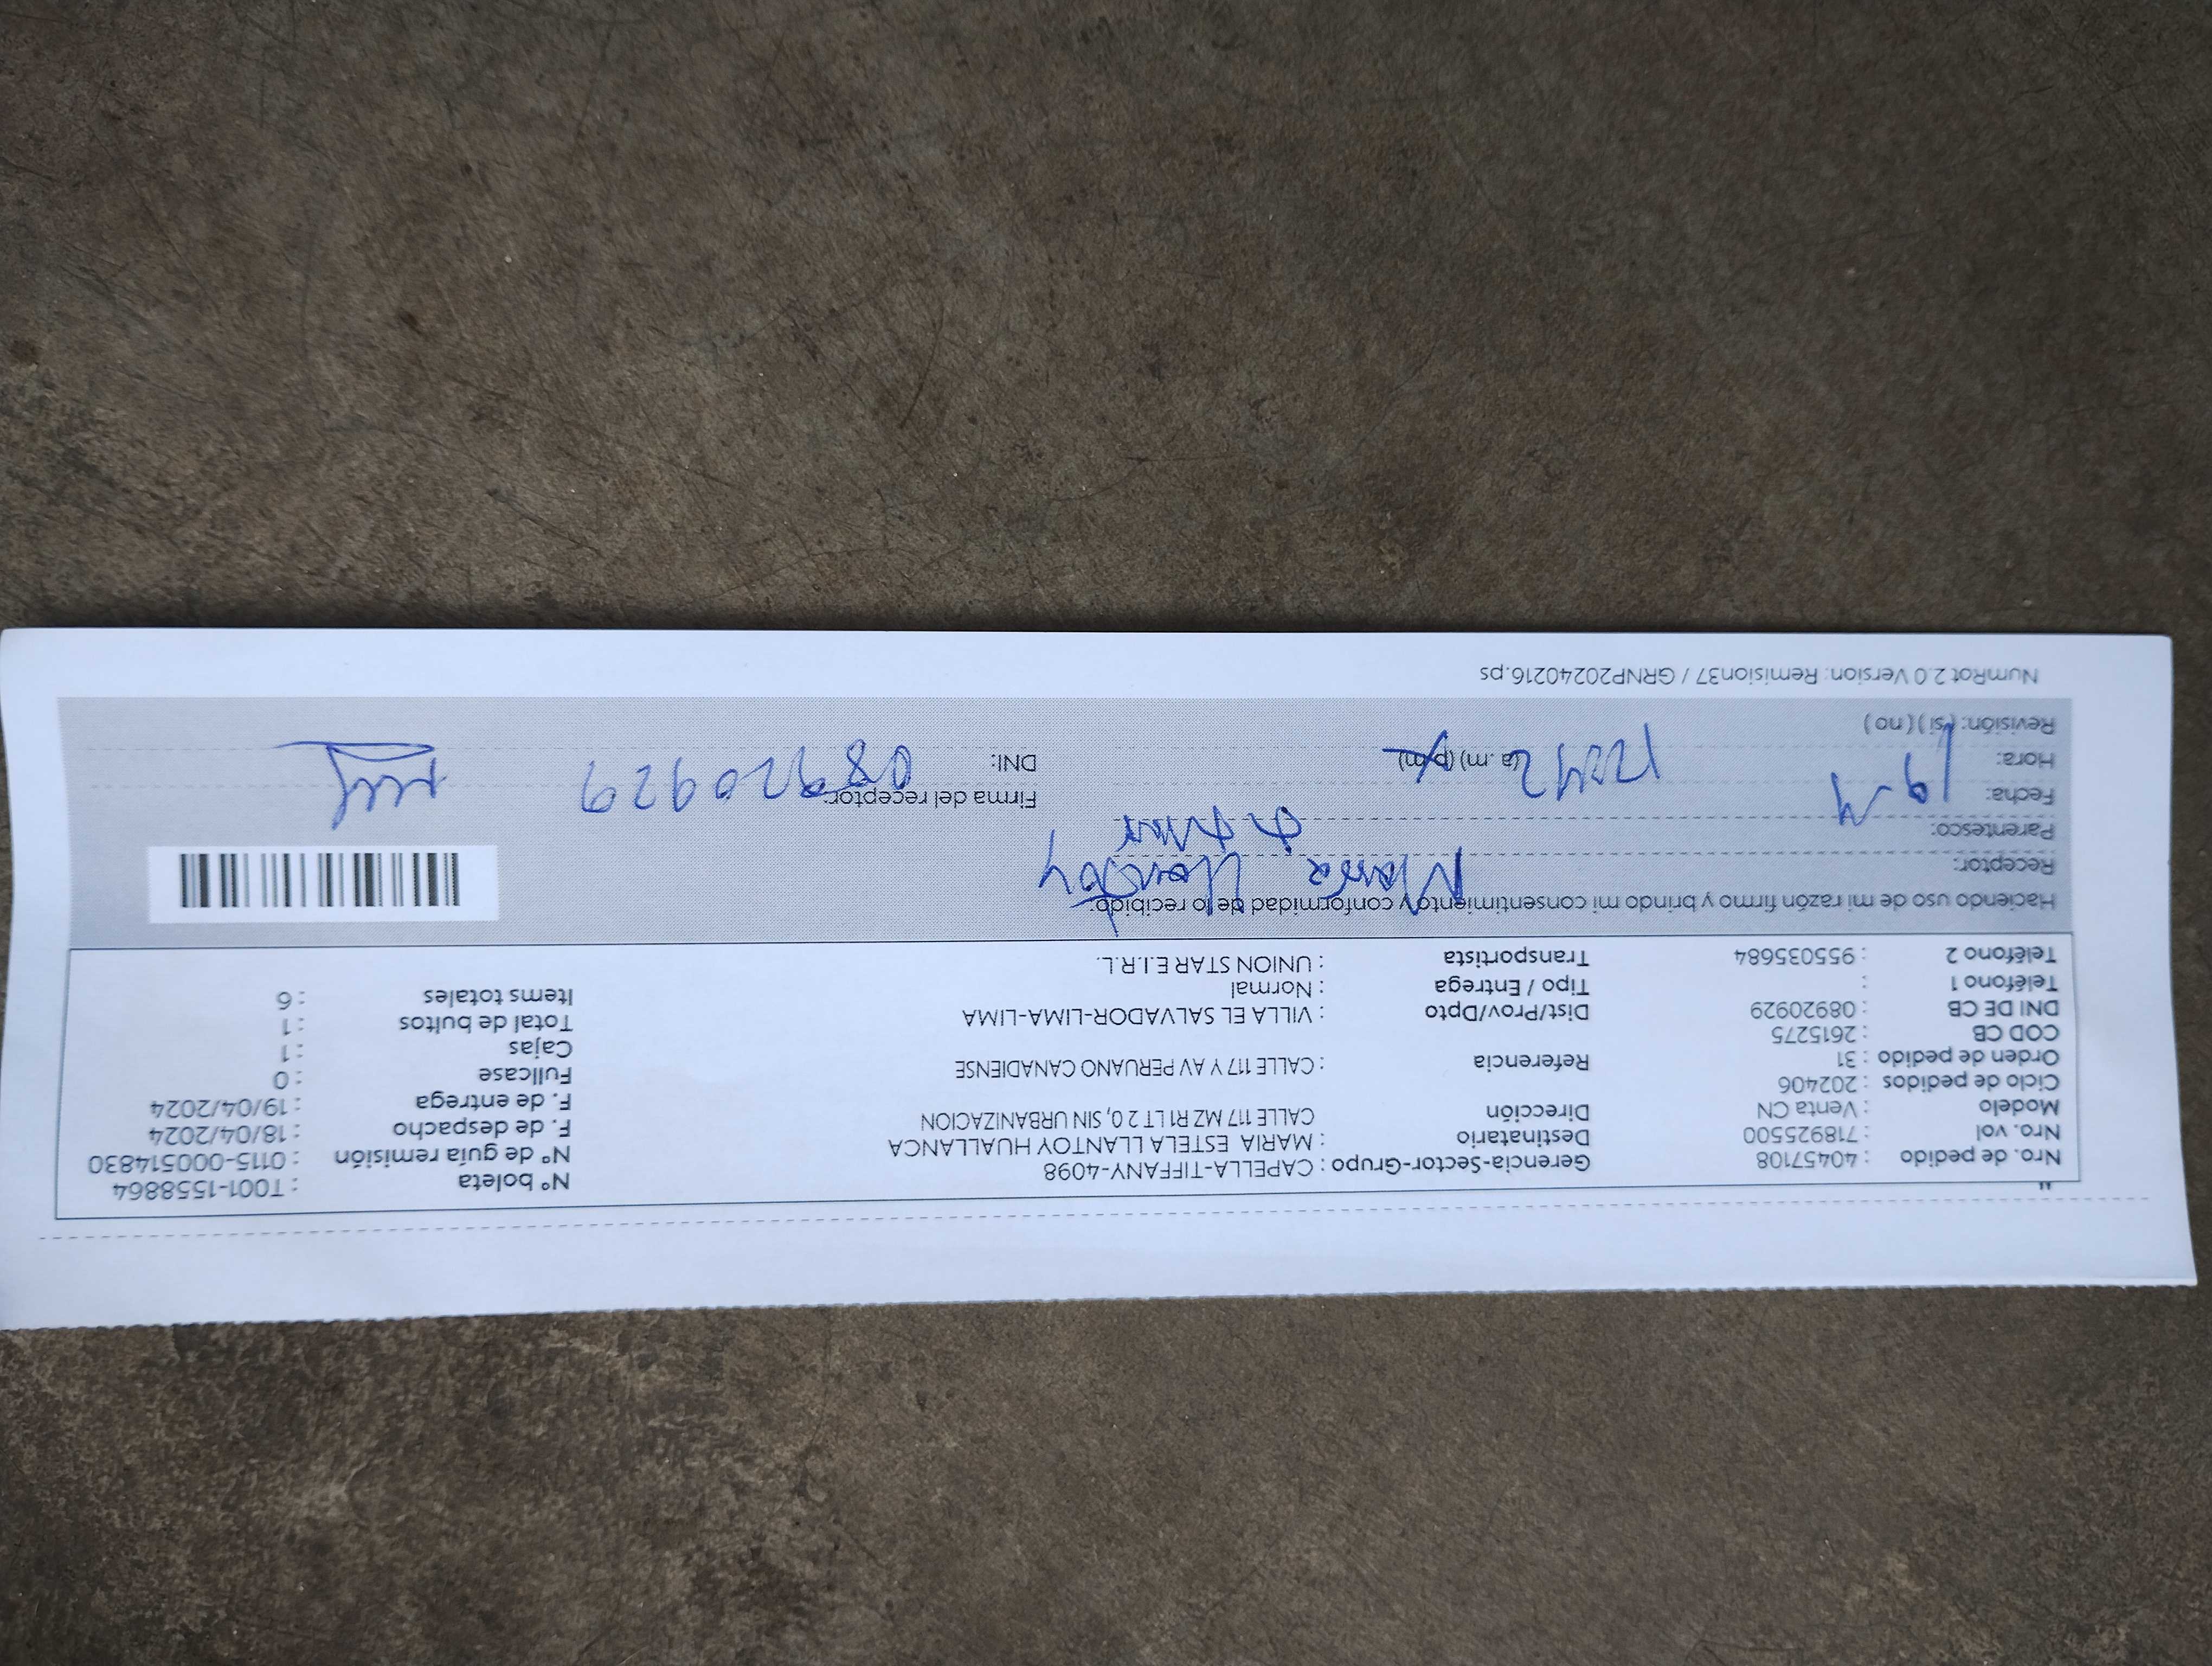 Nro. de pedido : 40457108 Gerencia-Sector-Grupo : CAPELLA-TIFFANY-4098 N° boleta : T001-1558864
Nro. vol : 718925500 Destinatario : MARIA ESTELA LLANTOY HUALLANCA N° de guía remisión : 0115-000514830
Modelo : Venta CN Dirección CALLE 117 MZ R1 LT 2 0, SIN URBANIZACION F. de despacho : 18/04/2024
Ciclo de pedidos : 202406 F. de entrega : 19/04/2024
Orden de pedido : 31 Referencia : CALLE 117 Y AV PERUANO CANADIENSE Fullcase : 0
COD CB : 2615275 Cajas : 1
DNI DE CB : 08920929 Dist/Prov/Dpto : VILLA EL SALVADOR-LIMA-LIMA Total de bultos : 1
Teléfono 1 : Tipo / Entrega : Normal Items totales : 6
Teléfono 2 : 955035684 Transportista : UNION STAR E.I.R.L.
Haciendo uso de mi razón firmo y brindo mi consentimiento y conformidad de lo recibido:
Receptor: Maria Llantoy
Parentesco:
Fecha: 19-4 Firma del receptor:
Hora: 12:42 (a .m) (p.m) DNI: 08920929
Revisión: ( si ) ( no )
NumRot 2.0 Version: Remision37 / GRNP20240216.ps